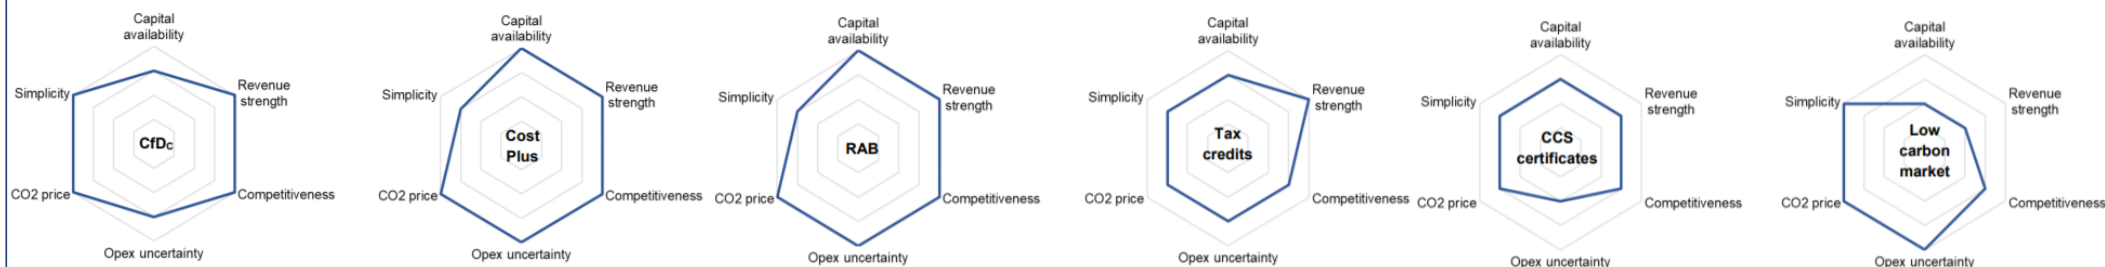 Capital
availability
Simplicity
Revenue
strength
CfDc
CO2 price
Competitiveness
Opex uncertainty
Capital
availability
Simplicity
Revenue
strength
Cost
Plus
CO2 price
Competitiveness
Opex uncertainty
Capital
availability
Simplicity
Revenue
strength
RAB
CO2 price
Competitiveness
Opex uncertainty
Capital
availability
Simplicity
Revenue
strength
Tax
credits
CO2 price
Competitiveness
Opex uncertainty
Capital
availability
Simplicity
Revenue
strength
CCS
certificates
CO2 price
Competitiveness
Opex uncertainty
Capital
availability
Simplicity
Revenue
strength
Low
carbon
market
CO2 price
Competitiveness
Opex uncertainty